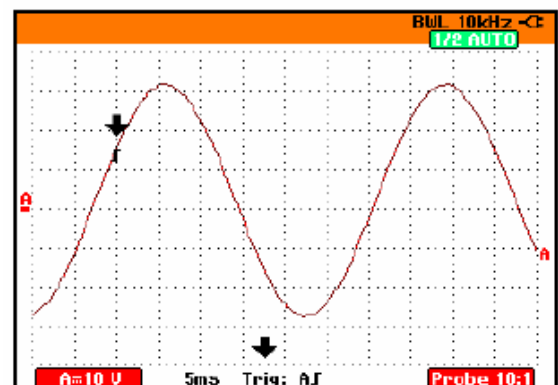 BWL 10kHz
1/2 AUTO
A
A
A=10 V 5ms Trig: A Probe 10:1